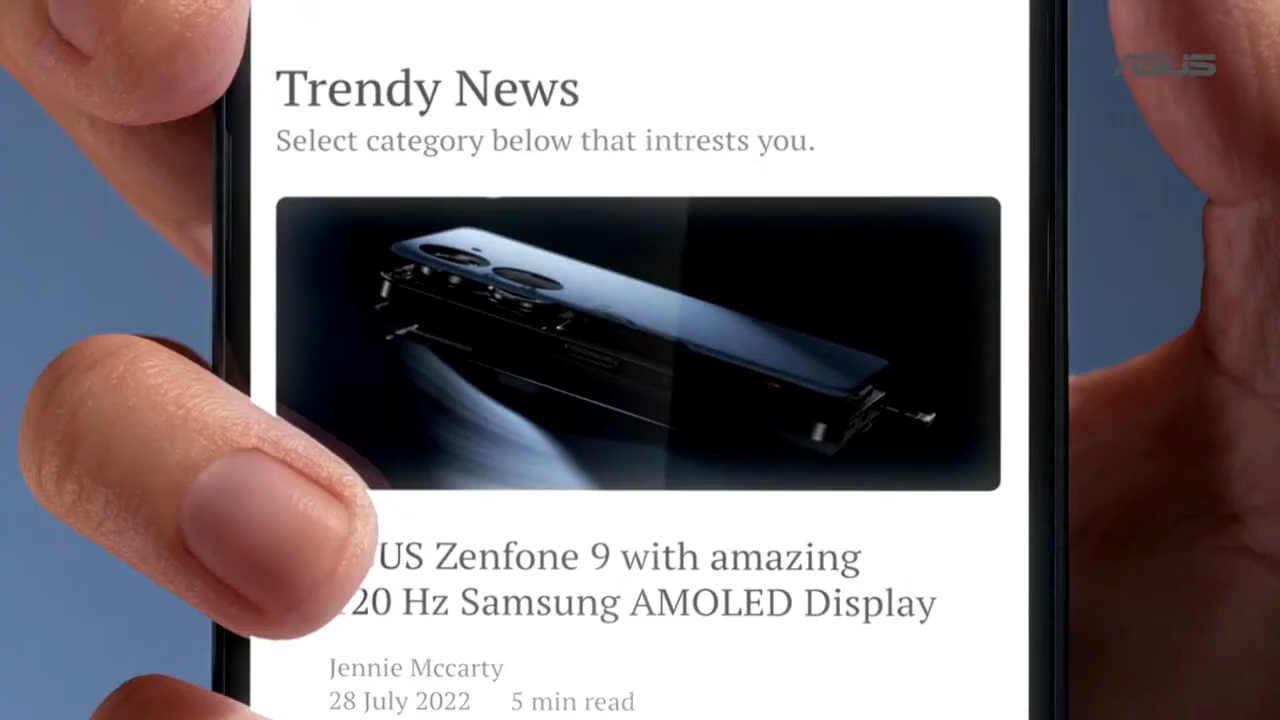 ASUS
Trendy News
Select category below that intrests you.
US Zenfone 9 with amazing
20 Hz Samsung AMOLED Display
Jennie Mccarty
28 July 2022 5 min read